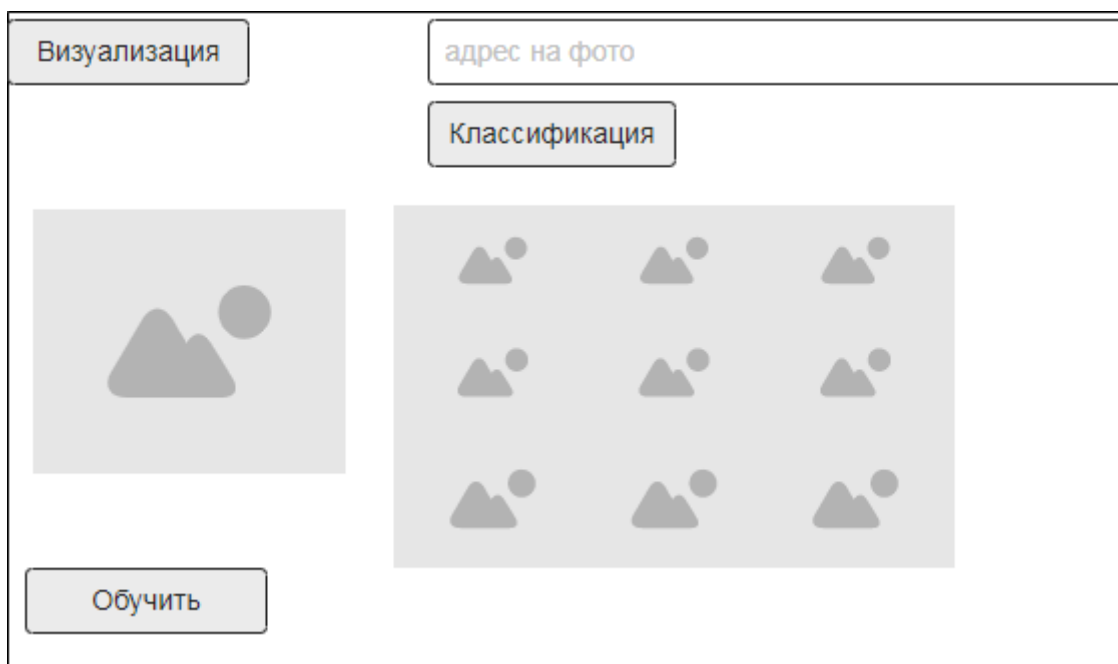 Визуализация
адрес на фото
Классификация
Обучить